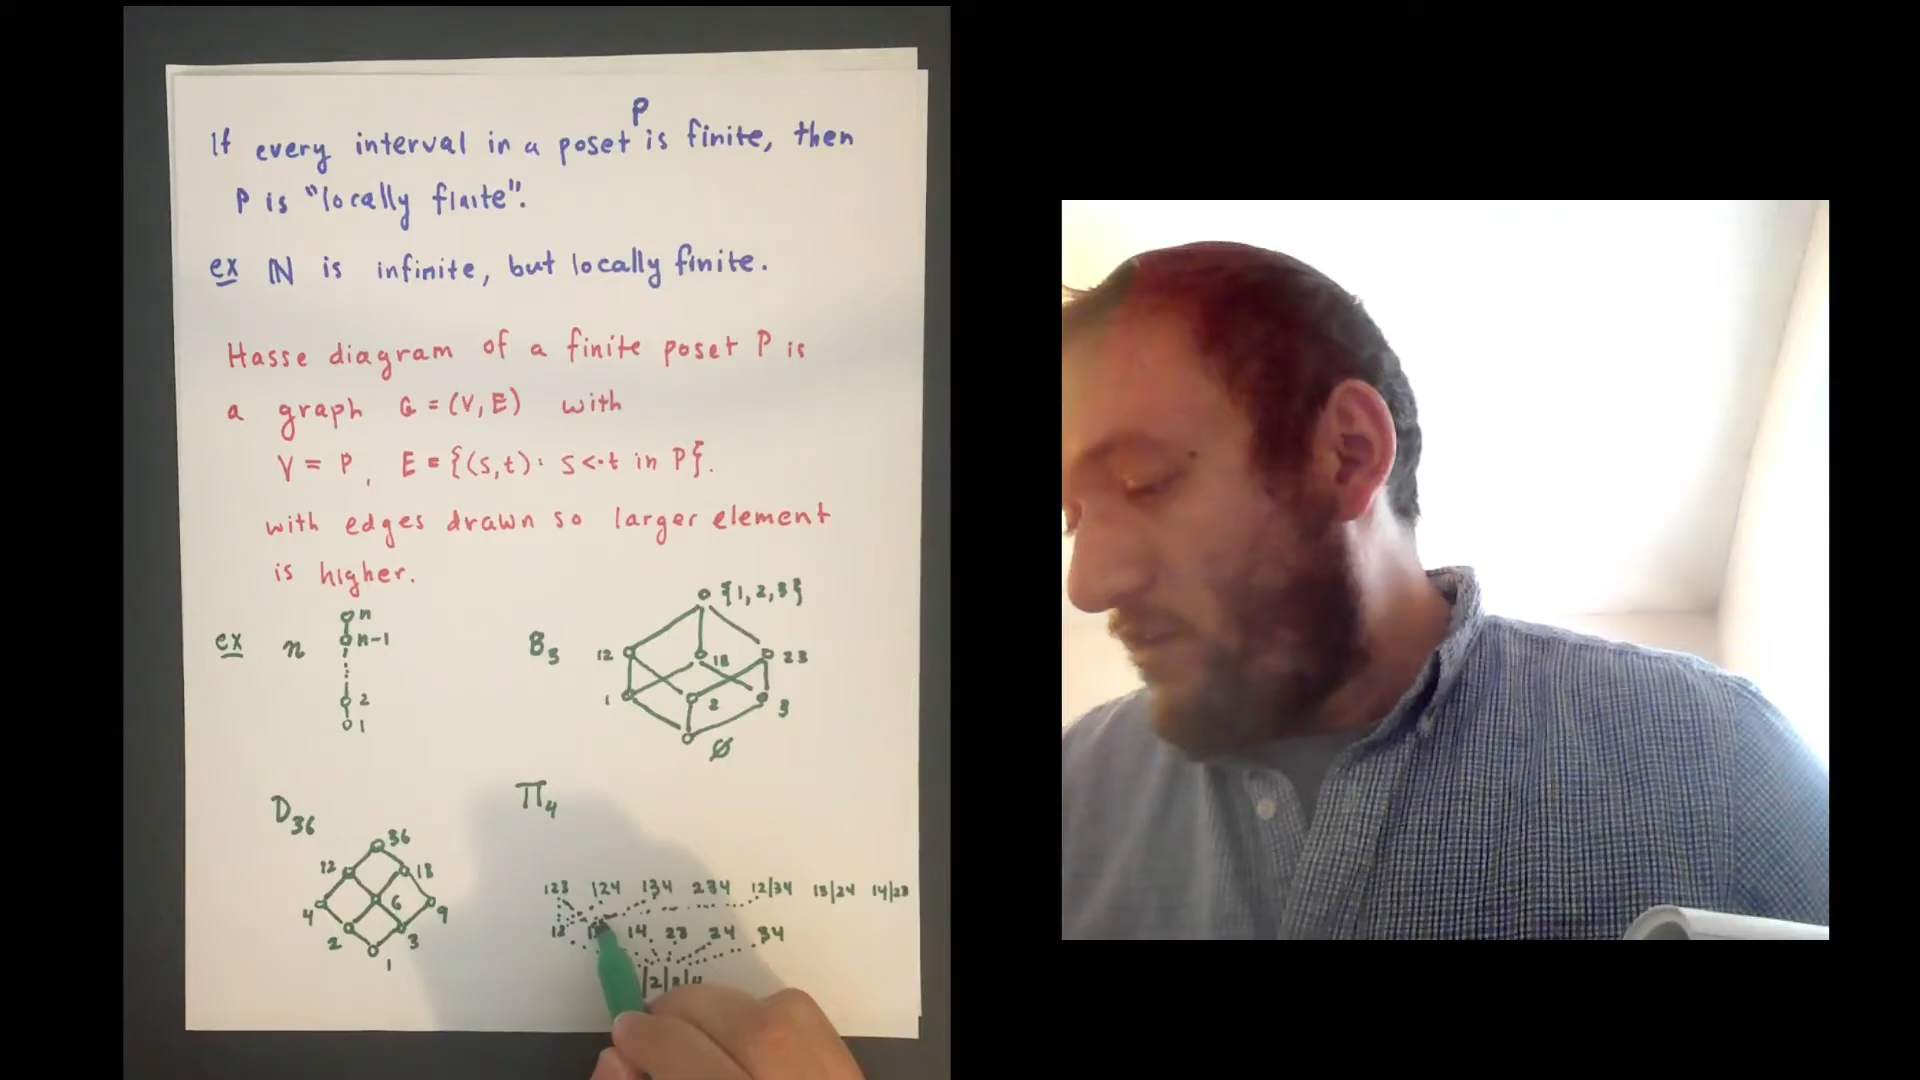 If every interval in a poset P is finite, then
P is "locally finite".
ex ℕ is infinite, but locally finite.
Hasse diagram of a finite poset P is
a graph G = (V, E) with
V = P, E = {(s,t): s <· t in P}.
with edges drawn so larger element
is higher.
ex n
n
n-1
2
1
B3
{1,2,3}
12 13 23
1 2 3
∅
D36
36
12 18
4 6 9
2 3
1
Π4
123 124 134 234 12|34 13|24 14|23
12 14 23 24 34
|2|3|4